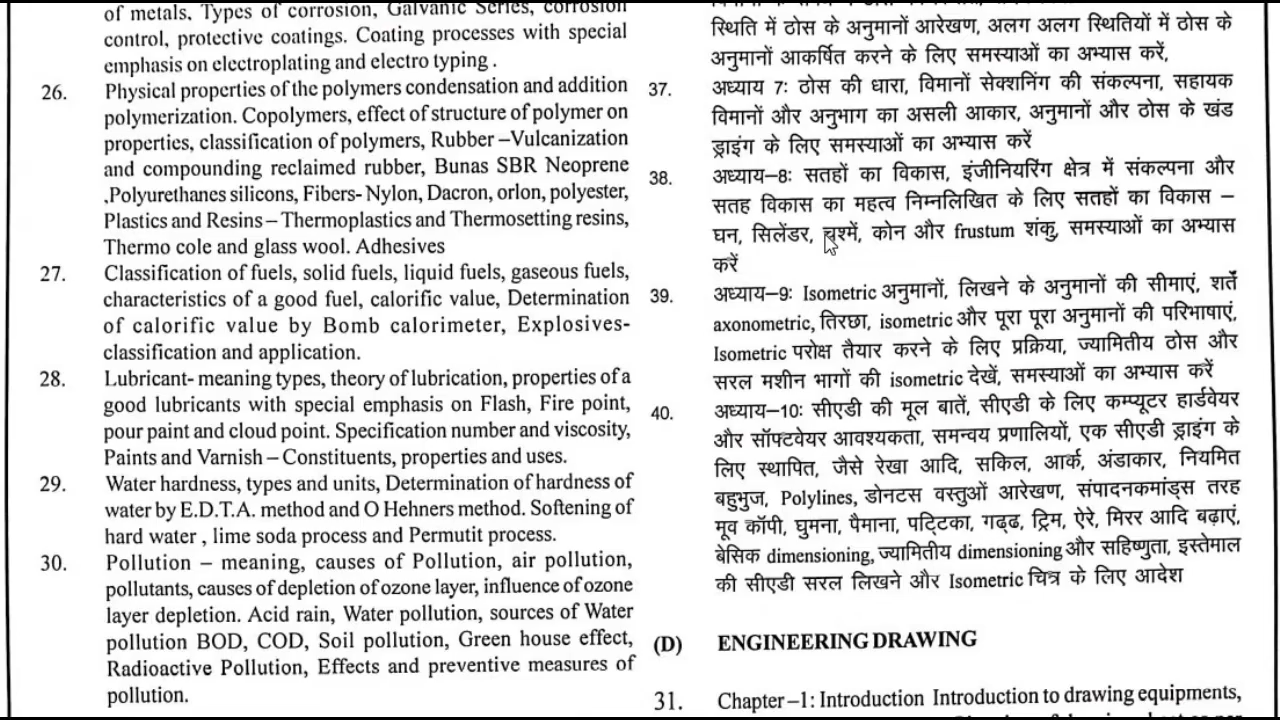 of metals. Types of corrosion, Galvanic Series, corrosion
control, protective coatings. Coating processes with special
emphasis on electroplating and electro typing .
26. Physical properties of the polymers condensation and addition
polymerization. Copolymers, effect of structure of polymer on
properties, classification of polymers, Rubber –Vulcanization
and compounding reclaimed rubber, Bunas SBR Neoprene
,Polyurethanes silicons, Fibers- Nylon, Dacron, orlon, polyester,
Plastics and Resins – Thermoplastics and Thermosetting resins,
Thermo cole and glass wool. Adhesives
27. Classification of fuels, solid fuels, liquid fuels, gaseous fuels,
characteristics of a good fuel, calorific value, Determination
of calorific value by Bomb calorimeter, Explosives-
classification and application.
28. Lubricant- meaning types, theory of lubrication, properties of a
good lubricants with special emphasis on Flash, Fire point,
pour paint and cloud point. Specification number and viscosity,
Paints and Varnish – Constituents, properties and uses.
29. Water hardness, types and units, Determination of hardness of
water by E.D.T.A. method and O Hehners method. Softening of
hard water , lime soda process and Permutit process.
30. Pollution – meaning, causes of Pollution, air pollution,
pollutants, causes of depletion of ozone layer, influence of ozone
layer depletion. Acid rain, Water pollution, sources of Water
pollution BOD, COD, Soil pollution, Green house effect,
Radioactive Pollution, Effects and preventive measures of
pollution.
स्थिति में ठोस के अनुमानों आरेखण, अलग अलग स्थितियों में ठोस के
अनुमानों आकर्षित करने के लिए समस्याओं का अभ्यास करें,
37. अध्याय 7: ठोस की धारा, विमानों सेक्शनिंग की संकल्पना, सहायक
विमानों और अनुभाग का असली आकार, अनुमानों और ठोस के खंड
ड्राइंग के लिए समस्याओं का अभ्यास करें
38. अध्याय–8: सतहों का विकास, इंजीनियरिंग क्षेत्र में संकल्पना और
सतह विकास का महत्व निम्नलिखित के लिए सतहों का विकास –
घन, सिलेंडर, चश्में, कोन और frustum शंकु, समस्याओं का अभ्यास
करें
39. अध्याय–9: Isometric अनुमानों, लिखने के अनुमानों की सीमाएं, शर्तें
axonometric, तिरछा, isometric और पूरा पूरा अनुमानों की परिभाषाएं,
Isometric परोक्ष तैयार करने के लिए प्रक्रिया, ज्यामितीय ठोस और
सरल मशीन भागों की isometric देखें, समस्याओं का अभ्यास करें
40. अध्याय–10: सीएडी की मूल बातें, सीएडी के लिए कम्प्यूटर हार्डवेयर
और सॉफ्टवेयर आवश्यकता, समन्वय प्रणालियों, एक सीएडी ड्राइंग के
लिए स्थापित, जैसे रेखा आदि, सकिल, आर्क, अंडाकार, नियमित
बहुभुज, Polylines, डोनटस वस्तुओं आरेखण, संपादनकमांड्स तरह
मूव कॉपी, घुमना, पैमाना, पट्टिका, गढ्ढ, ट्रिम, ऐरे, मिरर आदि बढ़ाएं,
बेसिक dimensioning, ज्यामितीय dimensioning और सहिष्णुता, इस्तेमाल
की सीएडी सरल लिखने और Isometric चित्र के लिए आदेश
(D) ENGINEERING DRAWING
31. Chapter –1: Introduction Introduction to drawing equipments,